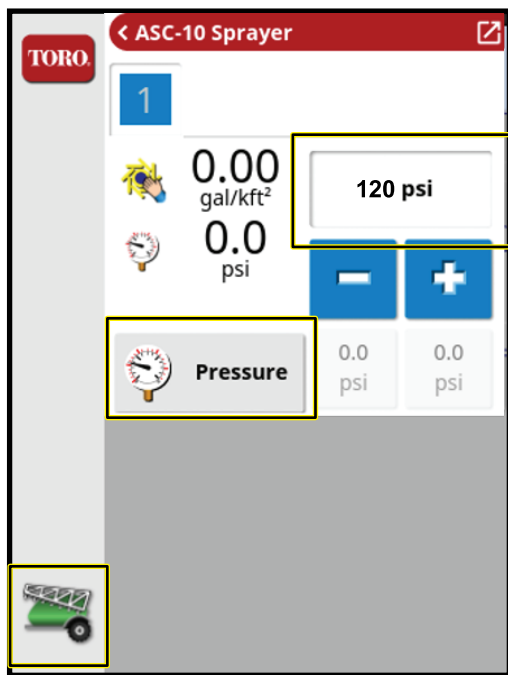 TORO.
< ASC-10 Sprayer
1
0.00
gal/kft²
120 psi
0.0
psi
Pressure
0.0
psi
0.0
psi